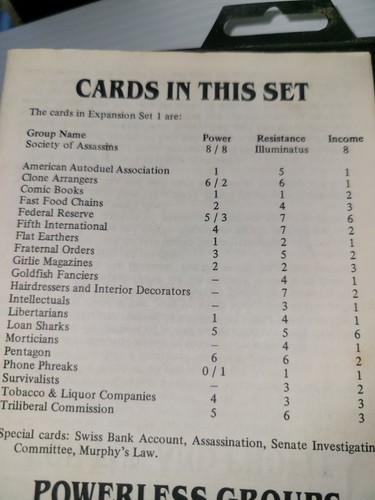 CARDS IN THIS SET
The cards in Expansion Set 1 are:
Group Name Power Resistance Income
Society of Assassins 8 / 8 Illuminatus 8
American Autoduel Association 1 5 1
Clone Arrangers 6 / 2 6 1
Comic Books 1 1 2
Fast Food Chains 2 4 3
Federal Reserve 5 / 3 7 6
Fifth International 4 7 2
Flat Earthers 1 2 1
Fraternal Orders 3 5 2
Girlie Magazines 2 2 3
Goldfish Fanciers – 4 1
Hairdressers and Interior Decorators – 7 2
Intellectuals – 3 1
Libertarians 1 4 1
Loan Sharks 5 5 6
Morticians – 4 1
Pentagon 6 6 2
Phone Phreaks 0 / 1 1 1
Survivalists – 3 2
Tobacco & Liquor Companies 4 3 3
Triliberal Commission 5 6 3
Special cards: Swiss Bank Account, Assassination, Senate Investigatin
Committee, Murphy's Law.
POWERLESS GROUPS